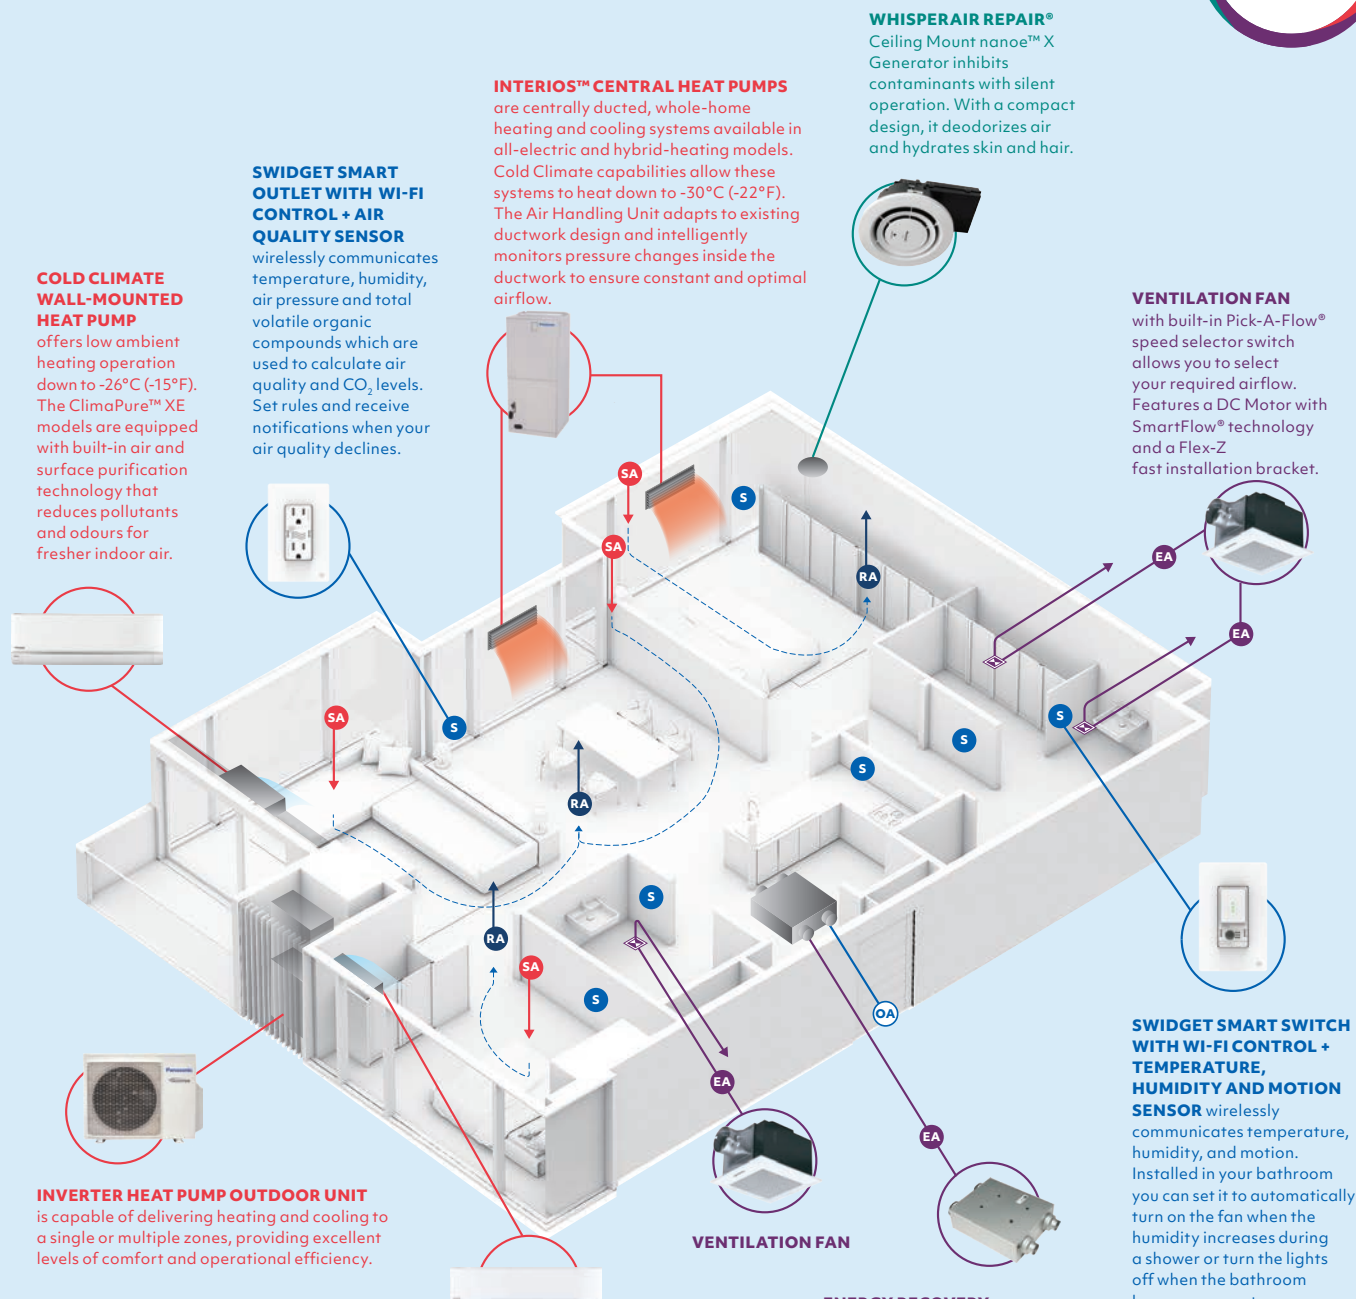 WHISPERAIR REPAIR®
Ceiling Mount nanoe™ X
Generator inhibits
contaminants with silent
operation. With a compact
design, it deodorizes air
and hydrates skin and hair.
INTERIOS™ CENTRAL HEAT PUMPS
are centrally ducted, whole-home
heating and cooling systems available in
all-electric and hybrid-heating models.
Cold Climate capabilities allow these
systems to heat down to -30°C (-22°F).
The Air Handling Unit adapts to existing
ductwork design and intelligently
monitors pressure changes inside the
ductwork to ensure constant and optimal
airflow.
SWIDGET SMART
OUTLET WITH WI-FI
CONTROL + AIR
QUALITY SENSOR
wirelessly communicates
temperature, humidity,
air pressure and total
volatile organic
compounds which are
used to calculate air
quality and CO₂ levels.
Set rules and receive
notifications when your
air quality declines.
COLD CLIMATE
WALL-MOUNTED
HEAT PUMP
offers low ambient
heating operation
down to -26°C (-15°F).
The ClimaPure™ XE
models are equipped
with built-in air and
surface purification
technology that
reduces pollutants
and odours for
fresher indoor air.
VENTILATION FAN
with built-in Pick-A-Flow®
speed selector switch
allows you to select
your required airflow.
Features a DC Motor with
SmartFlow® technology
and a Flex-Z
fast installation bracket.
SA
S
SA
EA
RA
EA
SA
S
S
S
S
RA
S
RA
SA
S
OA
EA
EA
Panasonic
INVERTER HEAT PUMP OUTDOOR UNIT
is capable of delivering heating and cooling to
a single or multiple zones, providing excellent
levels of comfort and operational efficiency.
VENTILATION FAN
SWIDGET SMART SWITCH
WITH WI-FI CONTROL +
TEMPERATURE,
HUMIDITY AND MOTION
SENSOR wirelessly
communicates temperature,
humidity, and motion.
Installed in your bathroom
you can set it to automatically
turn on the fan when the
humidity increases during
a shower or turn the lights
off when the bathroom
ENERGY RECOVERY